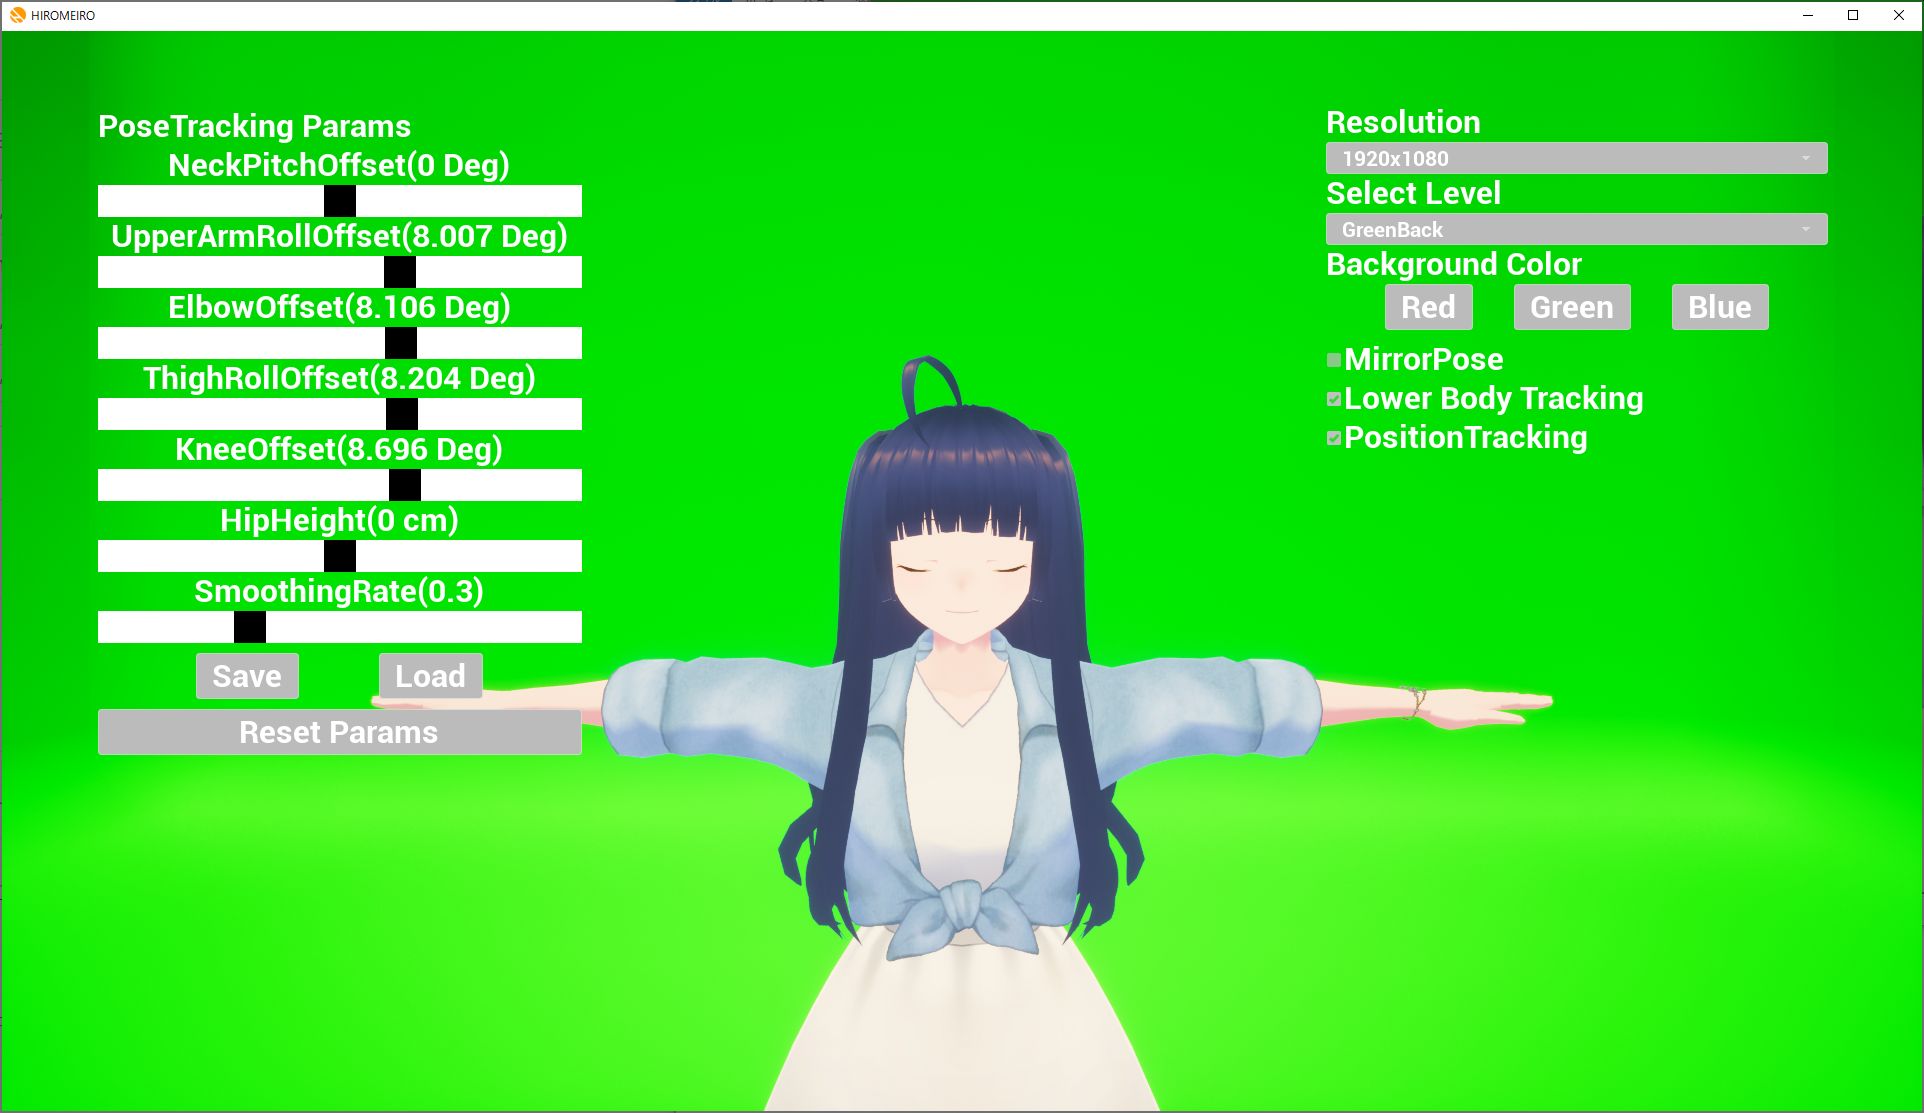 HIROMEIRO
PoseTracking Params
NeckPitchOffset(0 Deg)
UpperArmRollOffset(8.007 Deg)
ElbowOffset(8.106 Deg)
ThighRollOffset(8.204 Deg)
KneeOffset(8.696 Deg)
HipHeight(0 cm)
SmoothingRate(0.3)
Save Load
Reset Params
Resolution
1920x1080
Select Level
GreenBack
Background Color
Red Green Blue
MirrorPose
Lower Body Tracking
PositionTracking